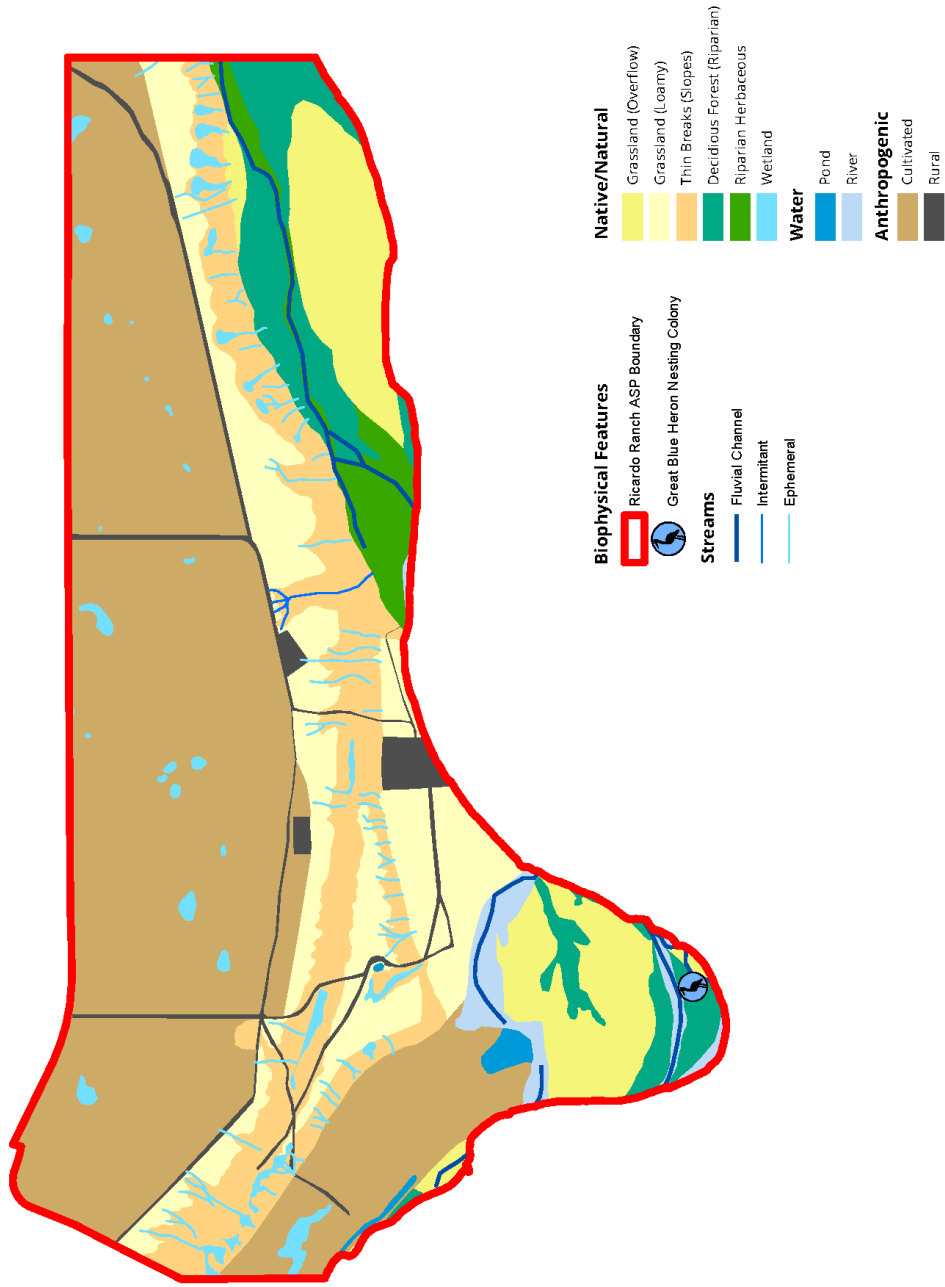 Biophysical Features
Ricardo Ranch ASP Boundary
Great Blue Heron Nesting Colony
Streams
Fluvial Channel
Intermitant
Ephemeral
Native/Natural
Grassland (Overflow)
Grassland (Loamy)
Thin Breaks (Slopes)
Decidious Forest (Riparian)
Riparian Herbaceous
Wetland
Water
Pond
River
Anthropogenic
Cultivated
Rural